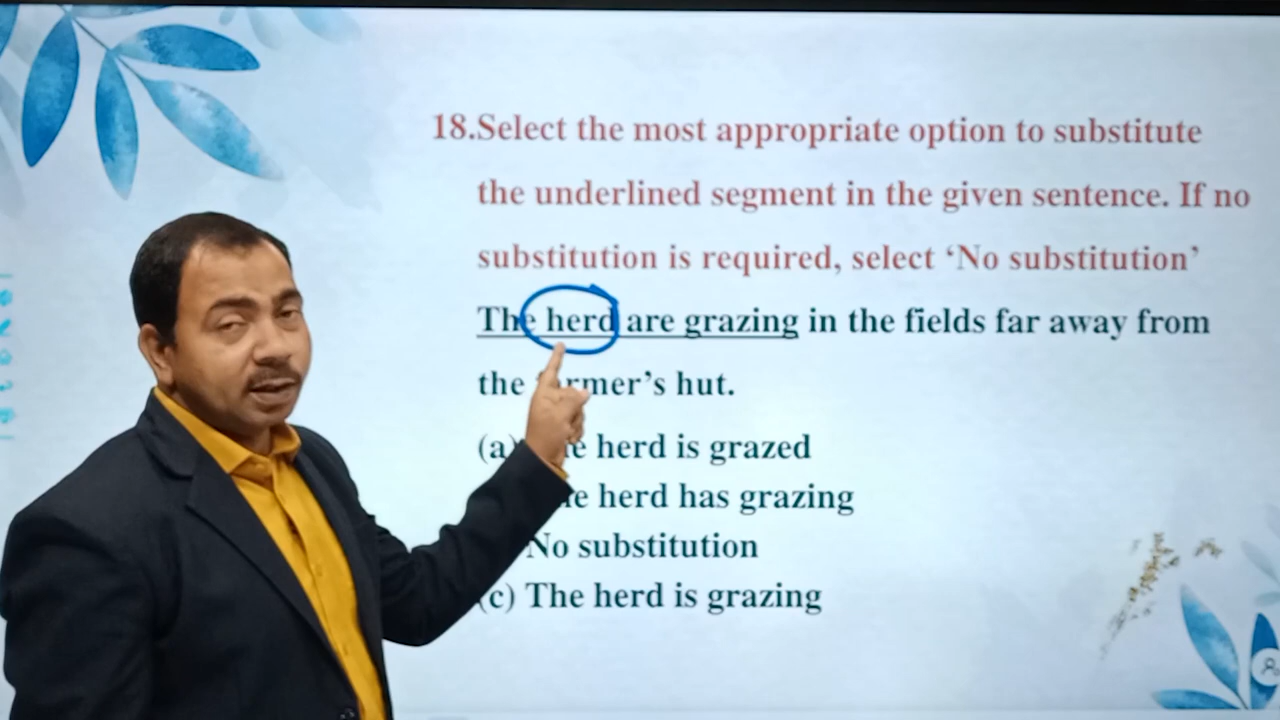 18.Select the most appropriate option to substitute
the underlined segment in the given sentence. If no
substitution is required, select ‘No substitution’
The herd are grazing in the fields far away from
the hut.
(a) herd is grazed
herd has grazing
No substitution
(c) The herd is grazing